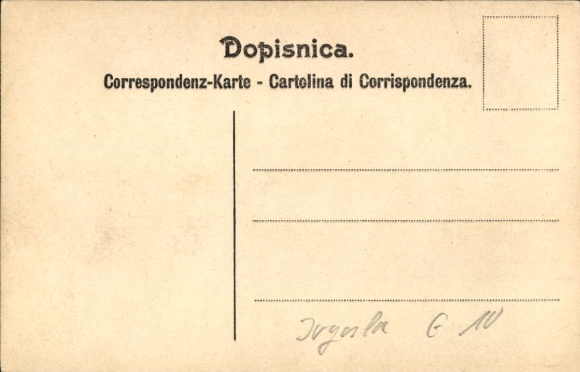 Dopisnica.
Correspondenz-Karte - Cartolina di Corrispondenza.
Jugosla G 10